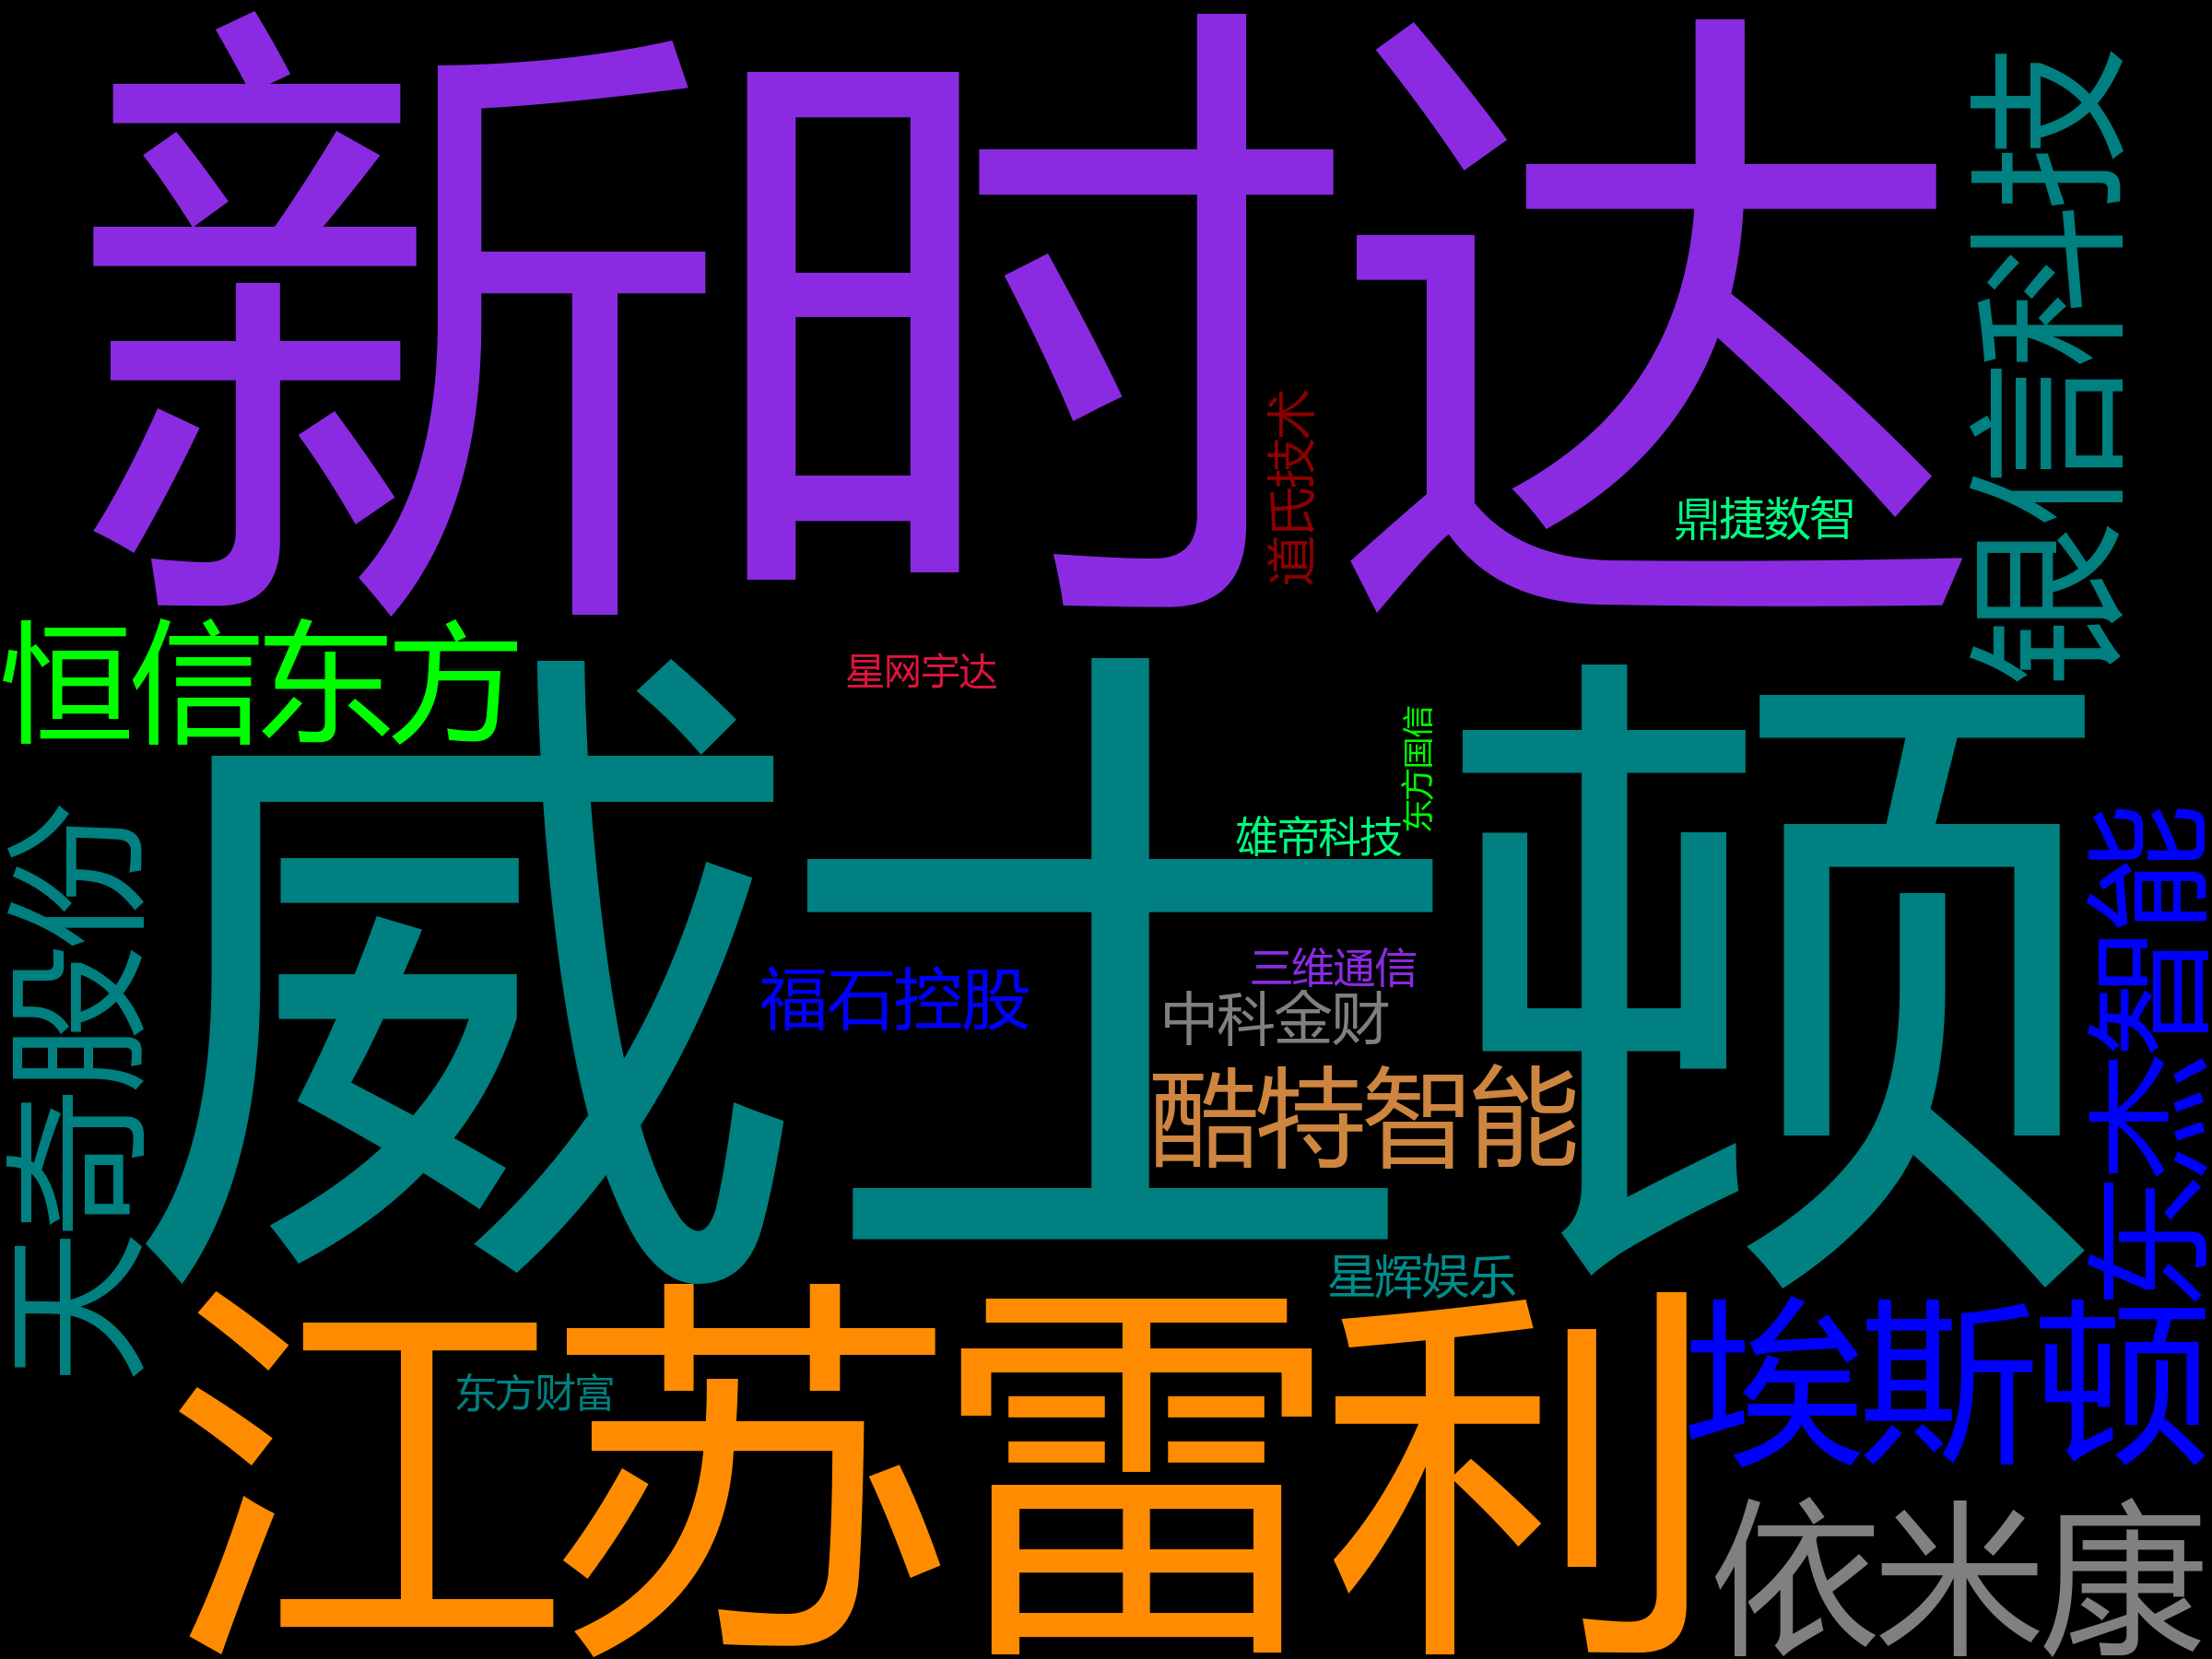 新时达
银信科技
道氏技术
鼎捷数智
恒信东方
星网宇达
东方国信
雄帝科技
威士顿
天奇股份
三维通信
福石控股
中科金财
酷特智能
东杰智能
星辉娱乐
江苏雷利
东方财富
埃斯顿
依米康